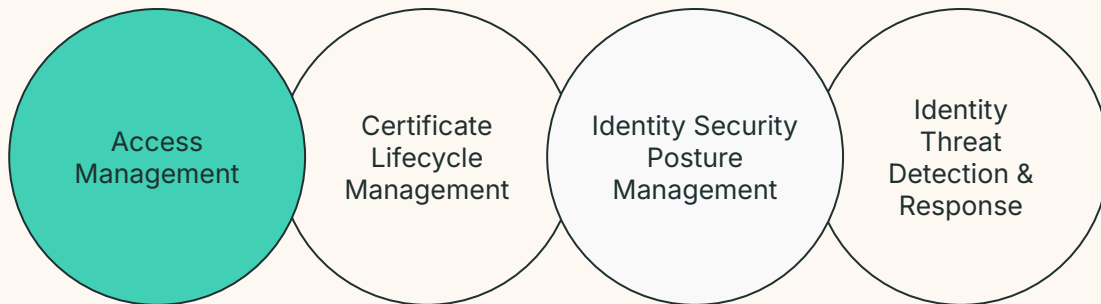 Access
Management
Certificate
Lifecycle
Management
Identity Security
Posture
Management
Identity
Threat
Detection &
Response